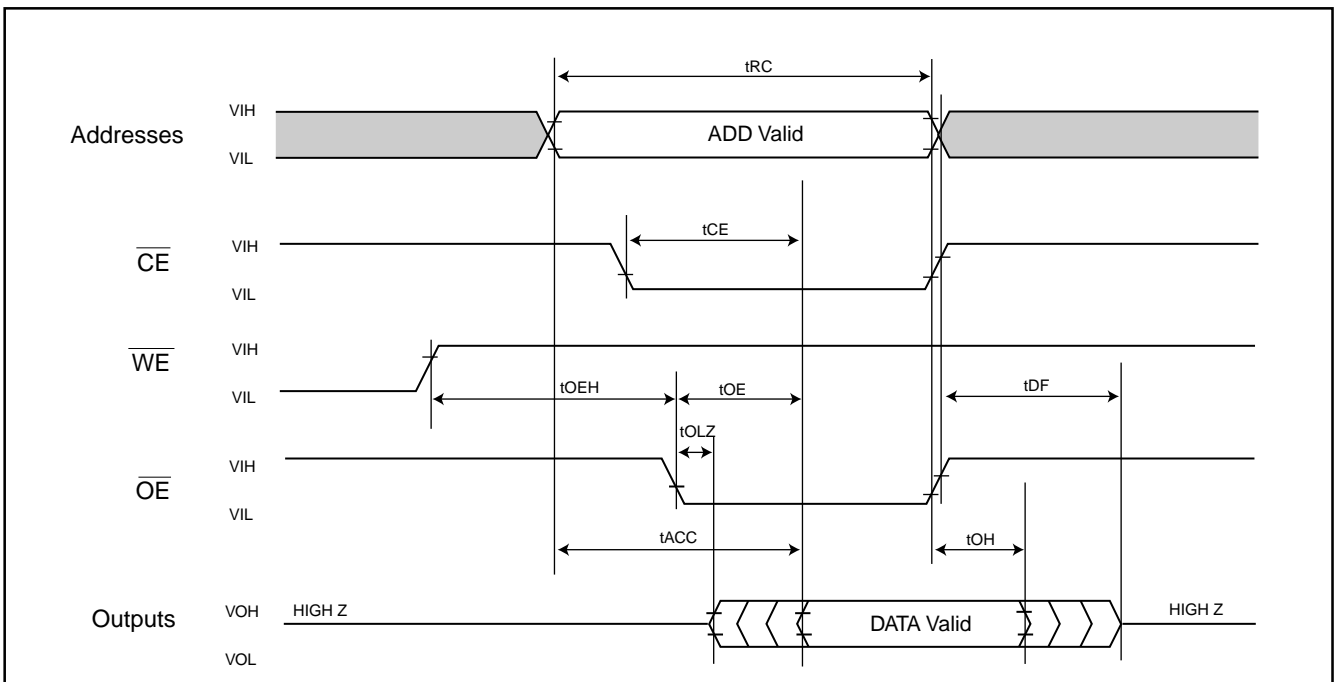 tRC
VIH
Addresses
ADD Valid
VIL
tCE
VIH
CE
VIL
VIH
WE
VIL
tOEH
tOE
tDF
tOLZ
VIH
OE
VIL
tACC
tOH
VOH
HIGH Z
HIGH Z
Outputs
DATA Valid
VOL